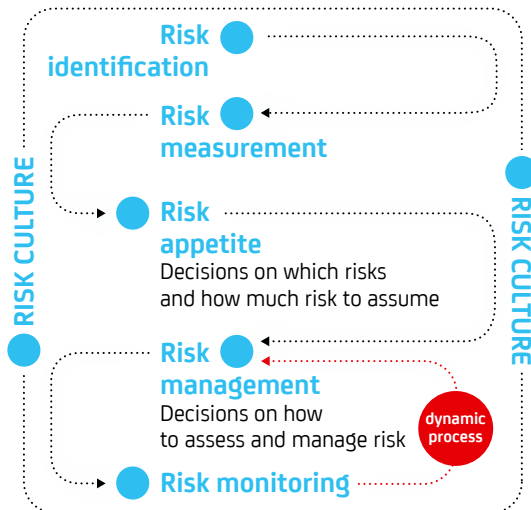 Risk
identification
Risk
measurement
RISK CULTURE
RISK CULTURE
Risk
appetite
Decisions on which risks
and how much risk to assume
Risk
management
Decisions on how
to assess and manage risk
dynamic
process
Risk monitoring